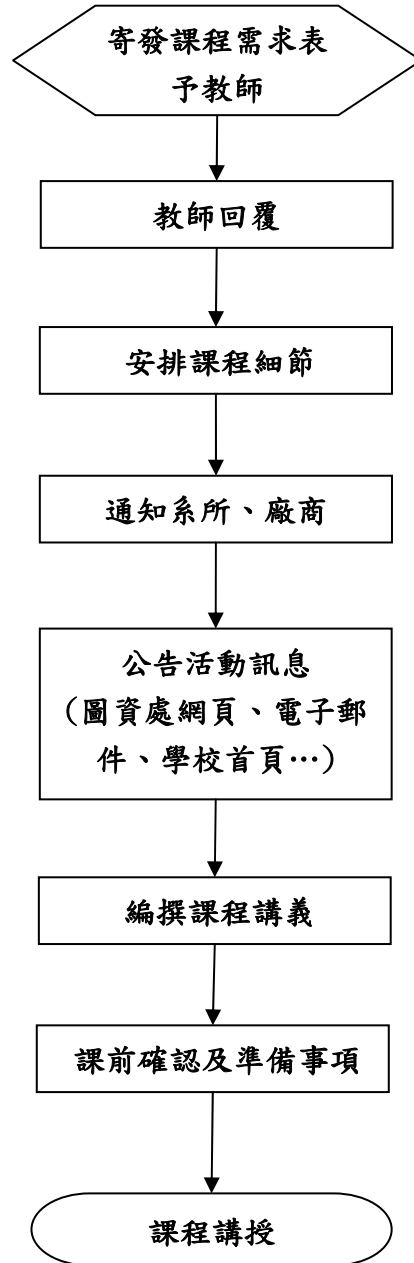 寄發課程需求表
予教師
教師回覆
安排課程細節
通知系所、廠商
公告活動訊息
（圖資處網頁、電子郵
件、學校首頁…）
編撰課程講義
課前確認及準備事項
課程講授